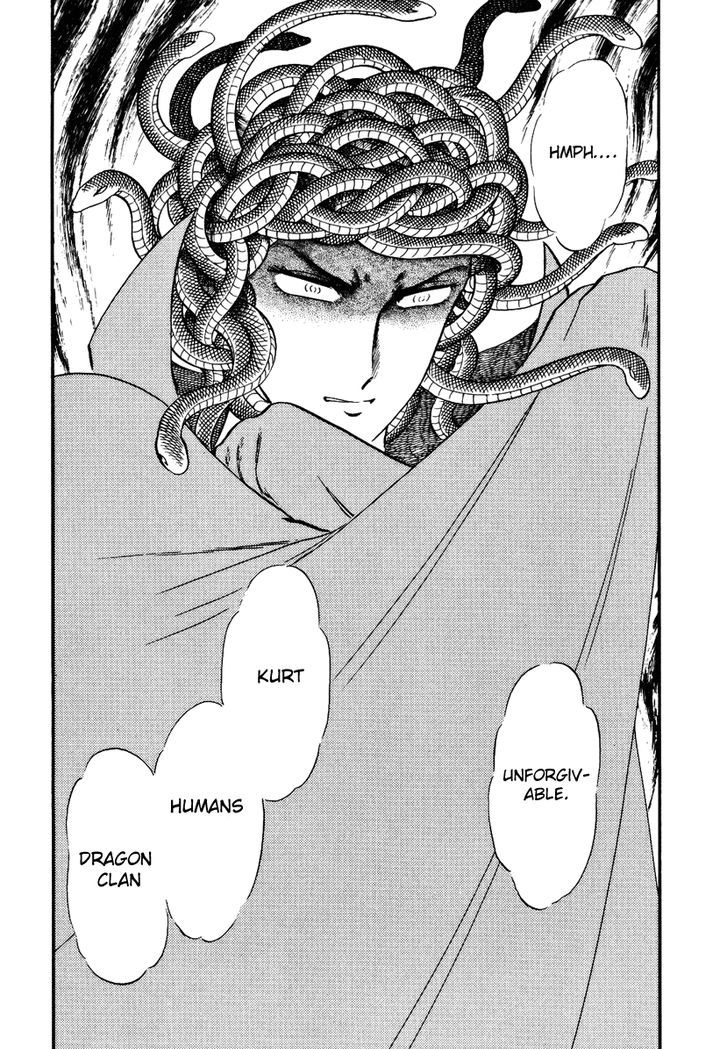 HMPH....
KURT
HUMANS
DRAGON
CLAN
UNFORGIV-
ABLE.